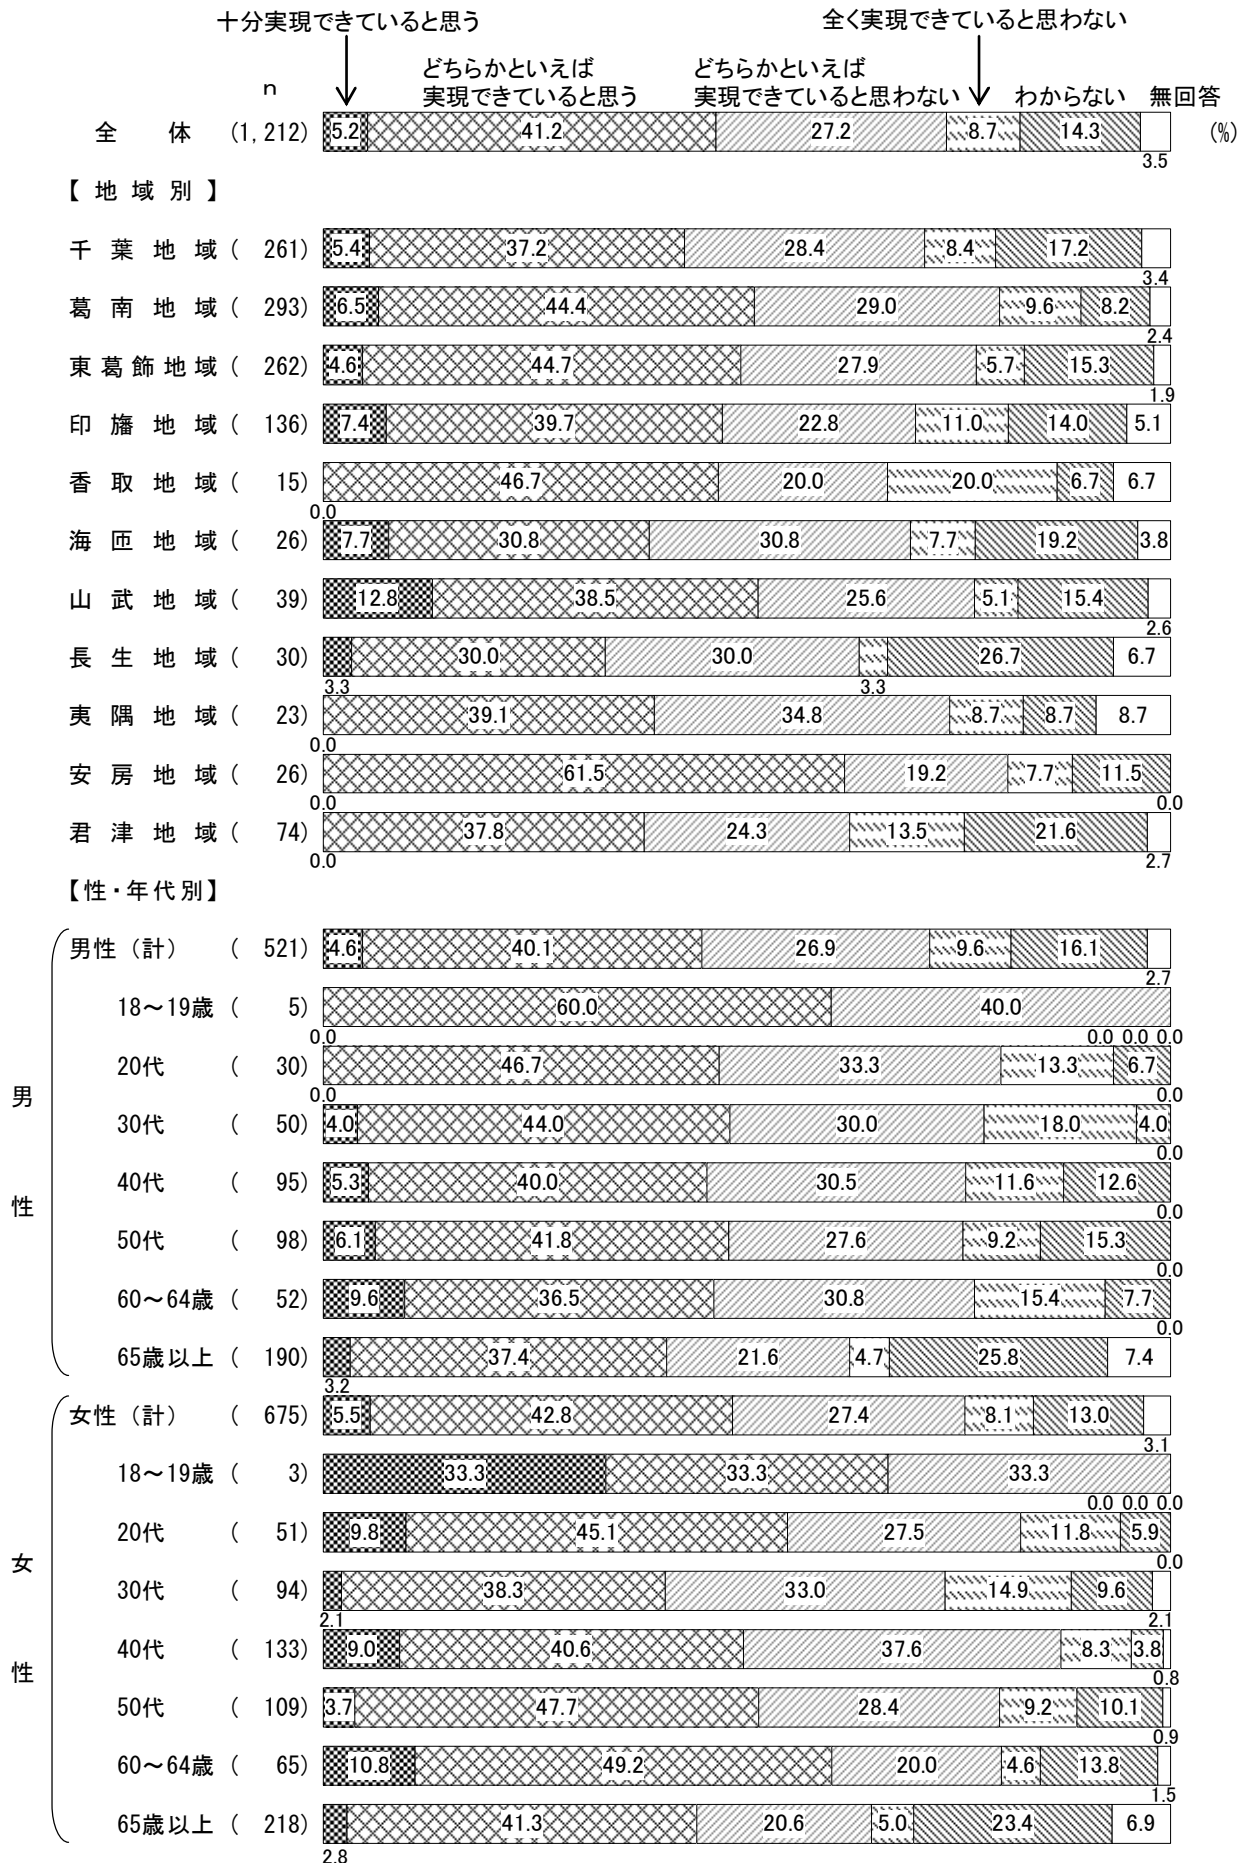 十分実現できていると思う 全く実現できていると思わない
どちらかといえば どちらかといえば
n 実現できていると思う 実現できていると思わない わからない 無回答
全体 (1,212) 5.2 41.2 27.2 8.7 14.3 (%)
3.5
【地域別】
千葉地域 ( 261) 5.4 37.2 28.4 8.4 17.2
3.4
葛南地域 ( 293) 6.5 44.4 29.0 9.6 8.2
2.4
東葛飾地域 ( 262) 4.6 44.7 27.9 5.7 15.3
1.9
印旛地域 ( 136) 7.4 39.7 22.8 11.0 14.0 5.1
香取地域 ( 15) 46.7 20.0 20.0 6.7 6.7
0.0
海匝地域 ( 26) 7.7 30.8 30.8 7.7 19.2 3.8
山武地域 ( 39) 12.8 38.5 25.6 5.1 15.4
2.6
長生地域 ( 30) 30.0 30.0 26.7 6.7
3.3 3.3
夷隅地域 ( 23) 39.1 34.8 8.7 8.7 8.7
0.0
安房地域 ( 26) 61.5 19.2 7.7 11.5
0.0 0.0
君津地域 ( 74) 37.8 24.3 13.5 21.6
0.0 2.7
【性・年代別】
男性(計) ( 521) 4.6 40.1 26.9 9.6 16.1
2.7
18～19歳 ( 5) 60.0 40.0
0.0 0.0 0.0 0.0
20代 ( 30) 46.7 33.3 13.3 6.7
0.0 0.0
男
30代 ( 50) 4.0 44.0 30.0 18.0 4.0
0.0
40代 ( 95) 5.3 40.0 30.5 11.6 12.6
性
0.0
50代 ( 98) 6.1 41.8 27.6 9.2 15.3
0.0
60～64歳 ( 52) 9.6 36.5 30.8 15.4 7.7
0.0
65歳以上 ( 190) 37.4 21.6 4.7 25.8 7.4
3.2
女性(計) ( 675) 5.5 42.8 27.4 8.1 13.0
3.1
18～19歳 ( 3) 33.3 33.3 33.3
0.0 0.0 0.0
20代 ( 51) 9.8 45.1 27.5 11.8 5.9
女
0.0
30代 ( 94) 38.3 33.0 14.9 9.6
2.1 2.1
40代 ( 133) 9.0 40.6 37.6 8.3 3.8
性
0.8
50代 ( 109) 3.7 47.7 28.4 9.2 10.1
0.9
60～64歳 ( 65) 10.8 49.2 20.0 4.6 13.8
1.5
65歳以上 ( 218) 41.3 20.6 5.0 23.4 6.9
2.8